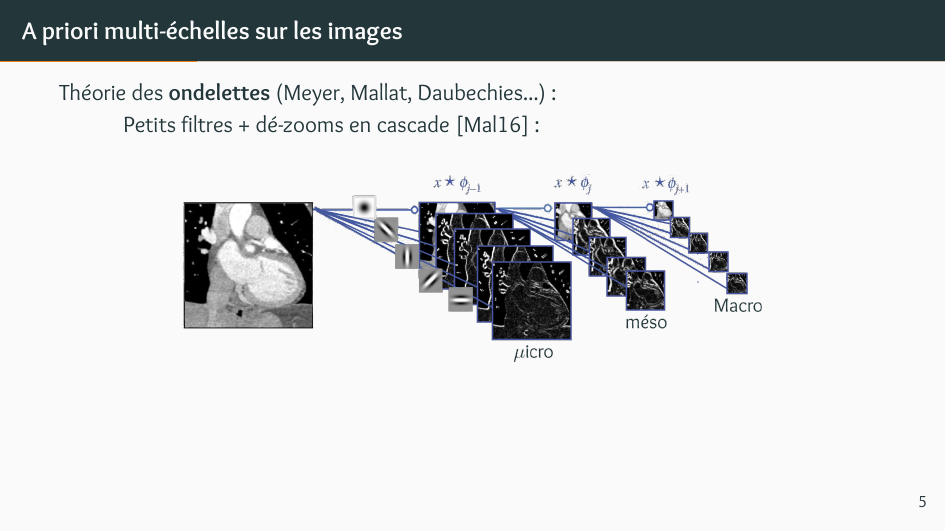 A priori multi-échelles sur les images
Théorie des ondelettes (Meyer, Mallat, Daubechies...) :
Petits filtres + dé-zooms en cascade [Mal16] :
x ⋆ ϕj−1
x ⋆ ϕj
x ⋆ ϕj+1
Macro
méso
μicro
5